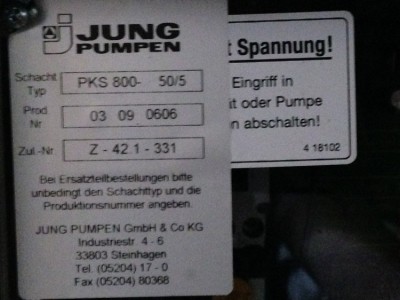 JUNG
PUMPEN
Schacht
Typ
PKS 800- 50/5
Prod
Nr
03 09 0606
Zul.-Nr.
Z - 42 1 - 331
Bei Ersatzteilbestellungen bitte
unbedingt den Schachttyp und die
Produktionsnummer angeben.
JUNG PUMPEN GmbH & Co KG
Industriestr. 4 - 6
33803 Steinhagen
Tel. (05204) 17 - 0
Fax (05204) 80368
t Spannung!
Eingriff in
ät oder Pumpe
n abschalten!
4 18102